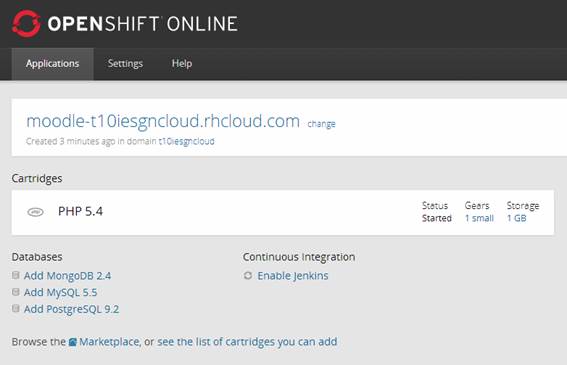 OPENSHIFT ONLINE
Applications Settings Help
moodle-t10iesgncloud.rhcloud.com change
Created 3 minutes ago in domain t10iesgncloud
Cartridges
php PHP 5.4
Status Gears Storage
Started 1 small 1 GB
Databases
Add MongoDB 2.4
Add MySQL 5.5
Add PostgreSQL 9.2
Continuous Integration
Enable Jenkins
Browse the Marketplace, or see the list of cartridges you can add